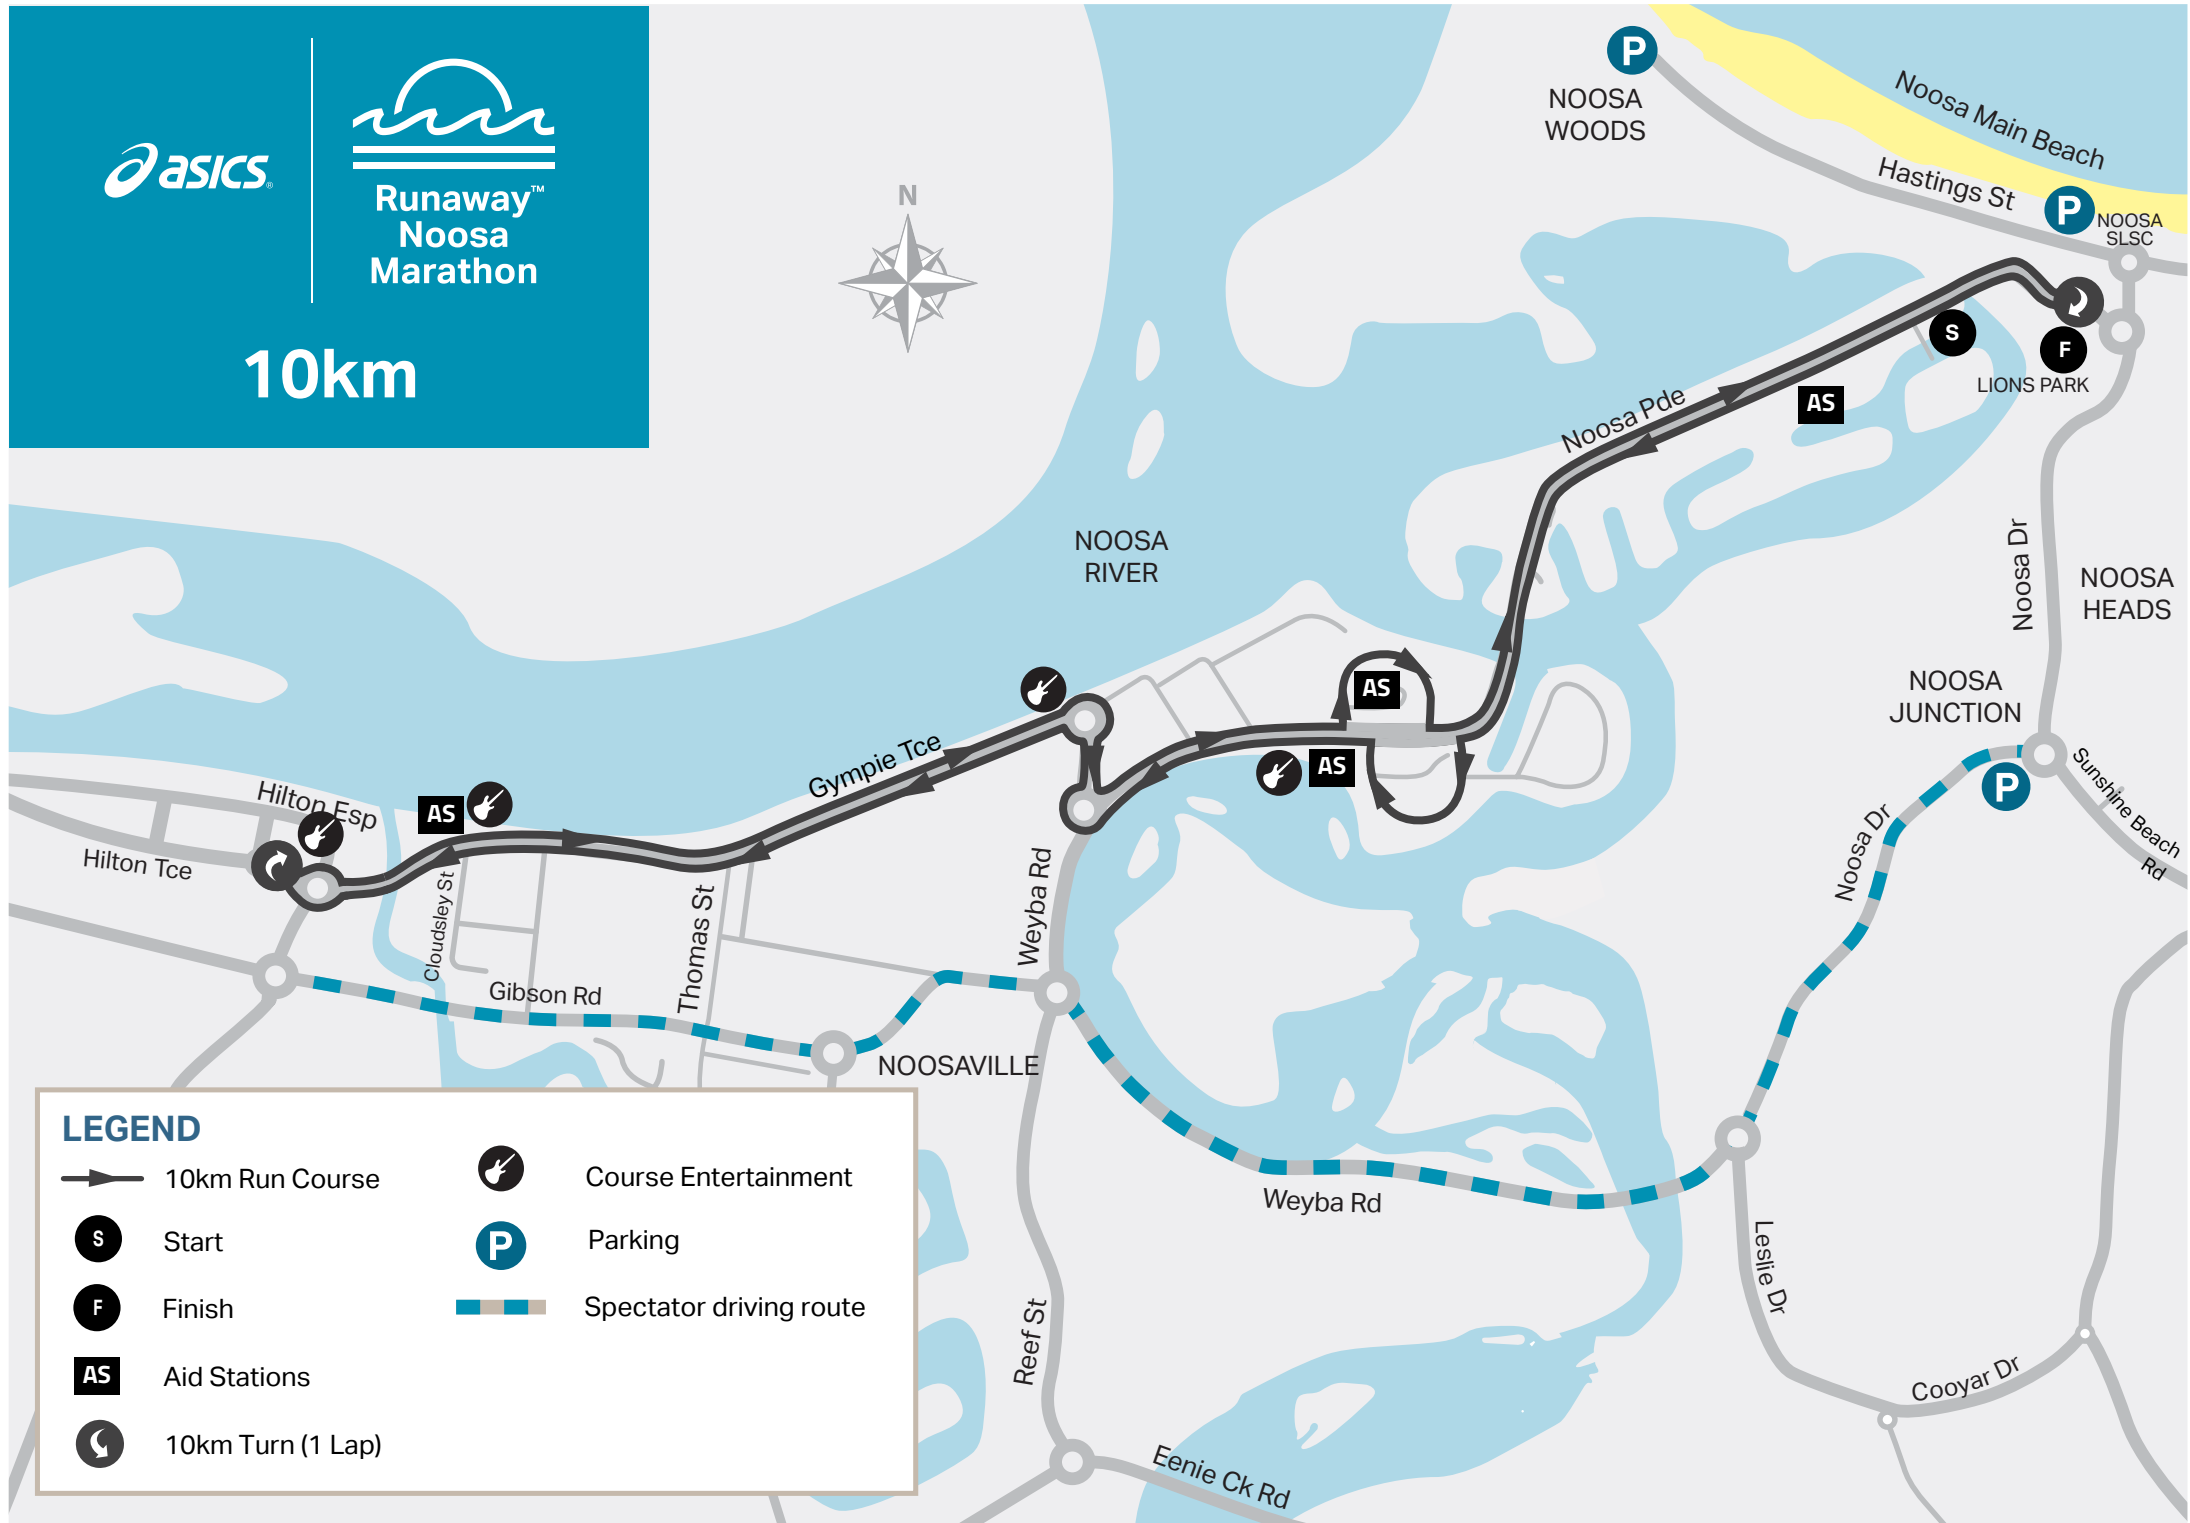 asics
Runaway™
Noosa
Marathon
10km
N
P
NOOSA
WOODS
Noosa Main Beach
Hastings St
P
NOOSA
SLSC
S
F
LIONS PARK
AS
Noosa Pde
NOOSA
RIVER
Noosa Dr
NOOSA
HEADS
NOOSA
JUNCTION
P
Sunshine Beach
Rd
Noosa Dr
AS
AS
Gympie Tce
AS
Hilton Esp
Hilton Tce
Cloudsley St
Thomas St
Weyba Rd
Gibson Rd
NOOSAVILLE
Weyba Rd
Leslie Dr
Reef St
Cooyar Dr
Eenie Ck Rd
LEGEND
10km Run Course
S
Start
F
Finish
AS
Aid Stations
10km Turn (1 Lap)
Course Entertainment
P
Parking
Spectator driving route